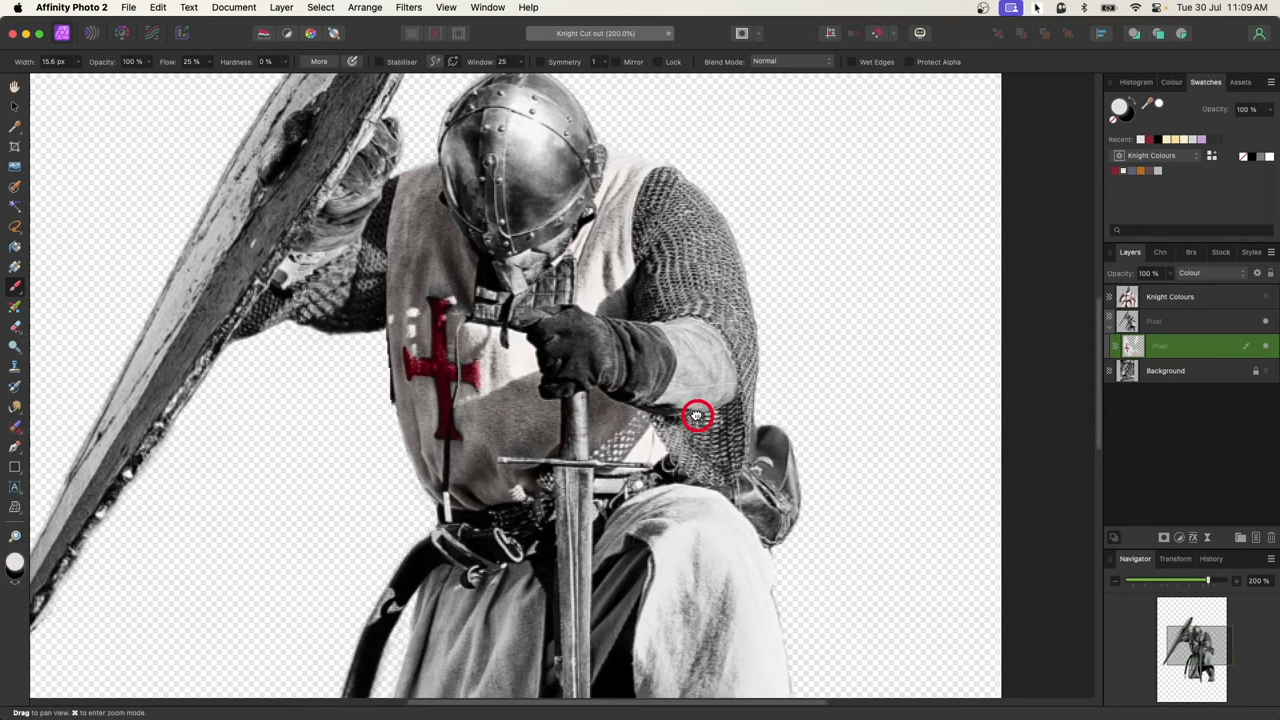 Affinity Photo 2 File Edit Text Document Layer Select Arrange Filters View Window Help Tue 30 Jul 11:09 AM
Knight Cut out (200.0%)
Width: 15.6 px Opacity: 100 % Flow: 25 % Hardness: 0 % More Stabiliser Window: 25 Symmetry 1 Mirror Lock Blend Mode: Normal Wet Edges Protect Alpha
Histogram Colour Swatches Assets
Opacity: 100 %
Recent:
Knight Colours
Layers Chn Brs Stock Styles
Opacity: 100 % Colour
Knight Colours
Pixel
Pixel
Background
Navigator Transform History
200 %
Drag to pan view. ⌘ to enter zoom mode.